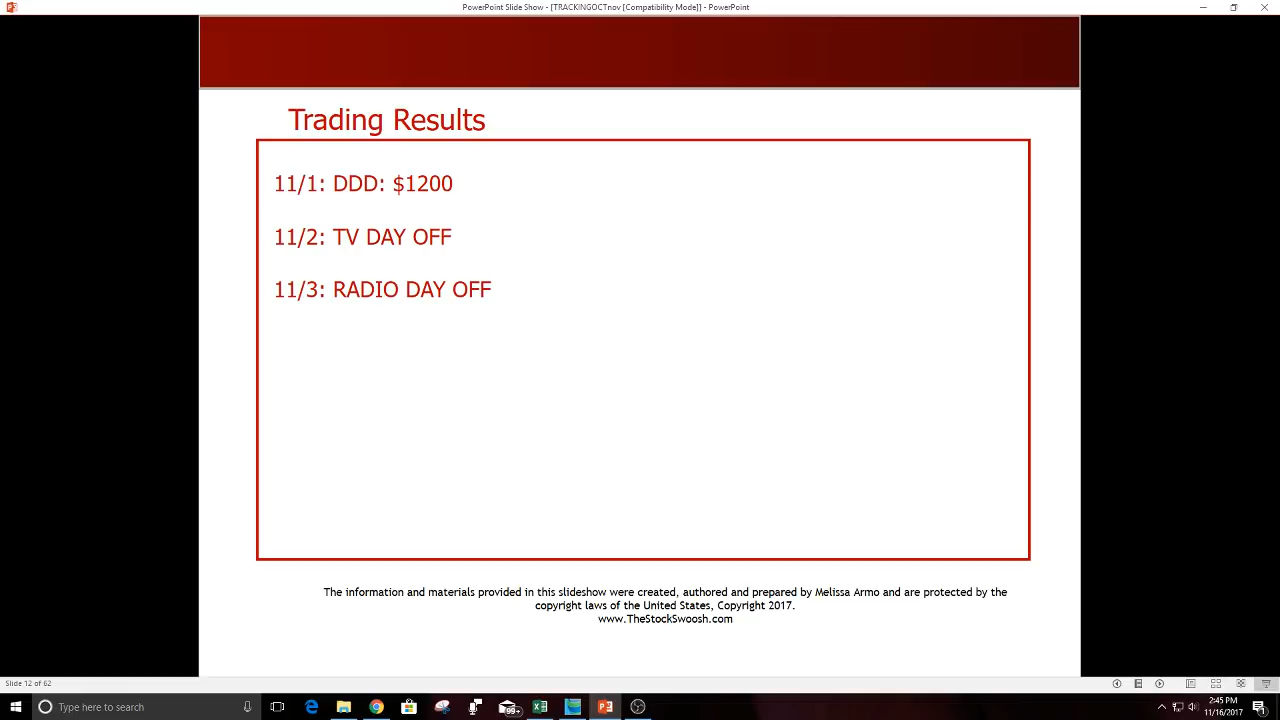 PowerPoint Slide Show - [TRACKINGOCTnov [Compatibility Mode]] - PowerPoint
Trading Results
11/1: DDD: $1200
11/2: TV DAY OFF
11/3: RADIO DAY OFF
The information and materials provided in this slideshow were created, authored and prepared by Melissa Armo and are protected by the
copyright laws of the United States, Copyright 2017.
www.TheStockSwoosh.com
Slide 12 of 62
Type here to search
99+
2:45 PM
11/16/2017